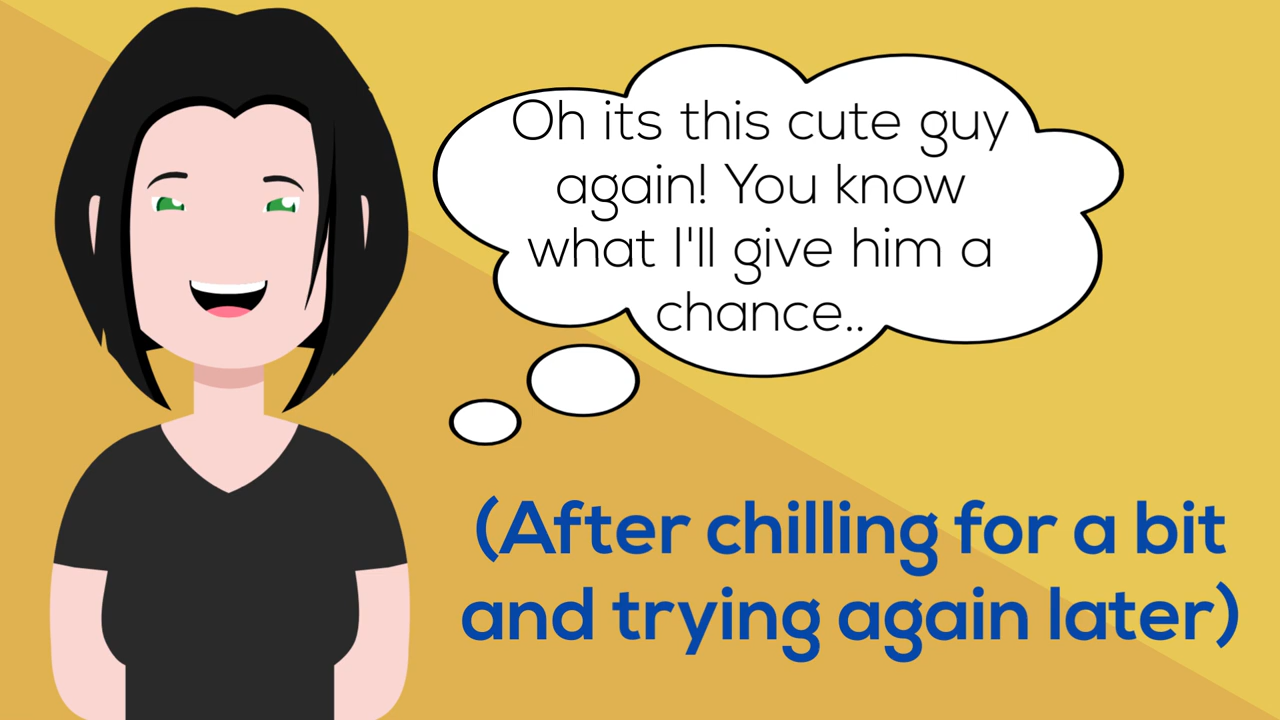 Oh its this cute guy
again! You know
what I'll give him a
chance..
(After chilling for a bit
and trying again later)